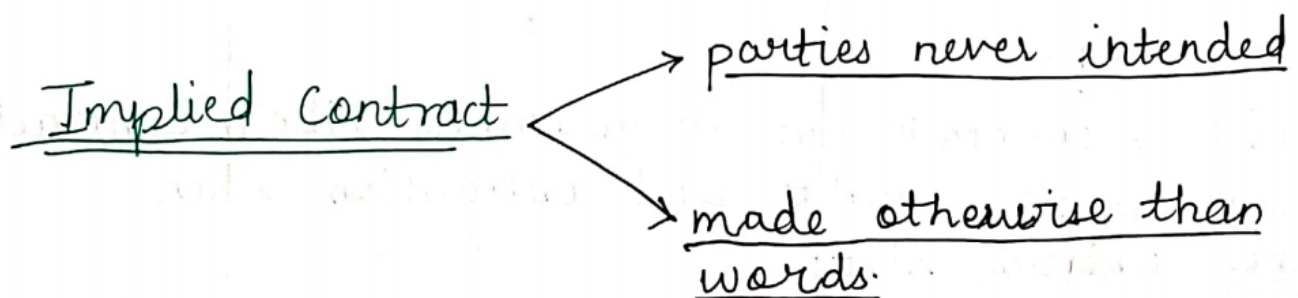 parties never intended
Implied Contract
made otherwise than
words.